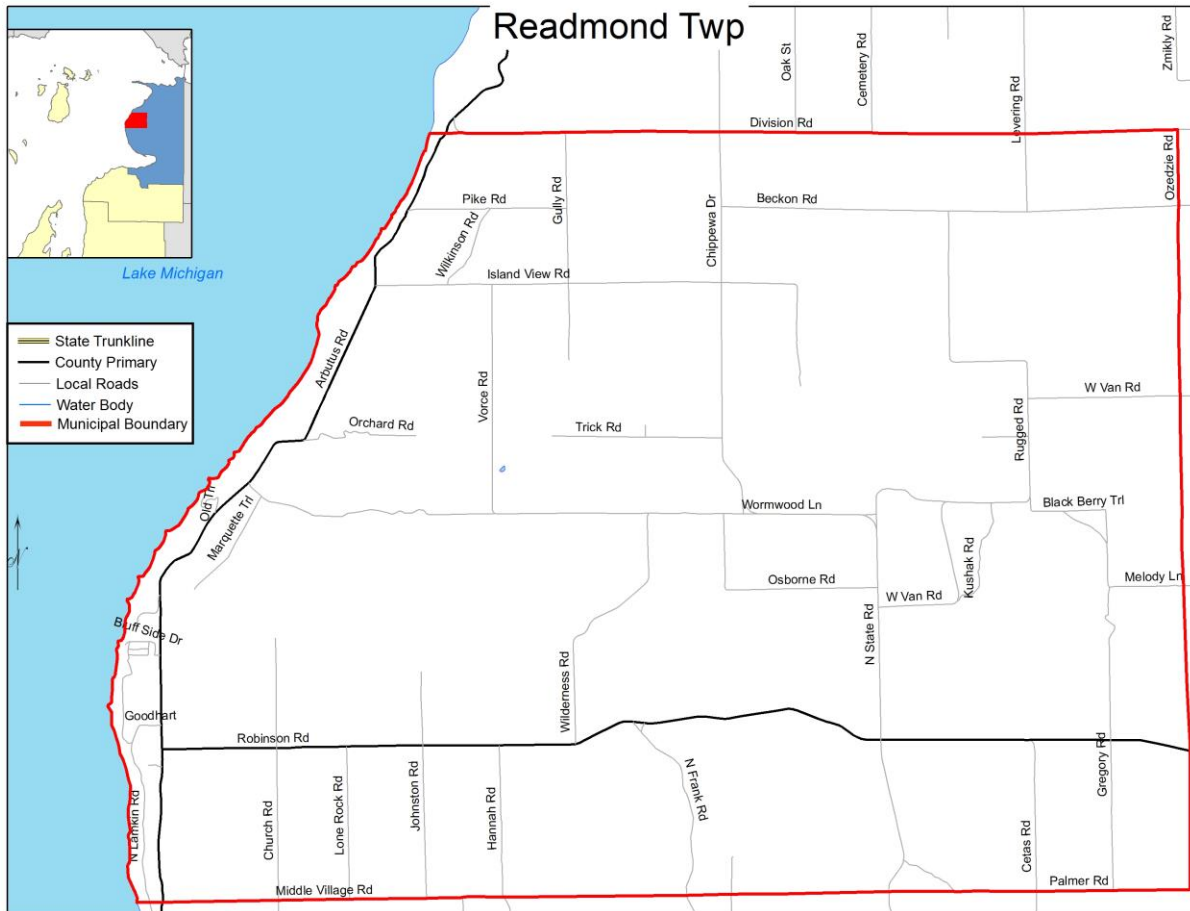 Readmond Twp
Oak St
Cemetery Rd
Levering Rd
Zmikly Rd
Division Rd
Ozedzie Rd
Pike Rd
Gully Rd
Wilkinson Rd
Chippewa Dr
Beckon Rd
Lake Michigan
Island View Rd
State Trunkline
County Primary
Local Roads
Water Body
Municipal Boundary
Arbutus Rd
Vorce Rd
W Van Rd
Orchard Rd
Trick Rd
Rugged Rd
Old Trl
Marquette Trl
Wormwood Ln
Black Berry Trl
N
Osborne Rd
W Van Rd
Kushak Rd
Melody Ln
Bluff Side Dr
N State Rd
Wilderness Rd
Goodhart
Robinson Rd
N Lamkin Rd
Church Rd
Lone Rock Rd
Johnston Rd
Hannah Rd
N Frank Rd
Gregory Rd
Cetas Rd
Middle Village Rd
Palmer Rd